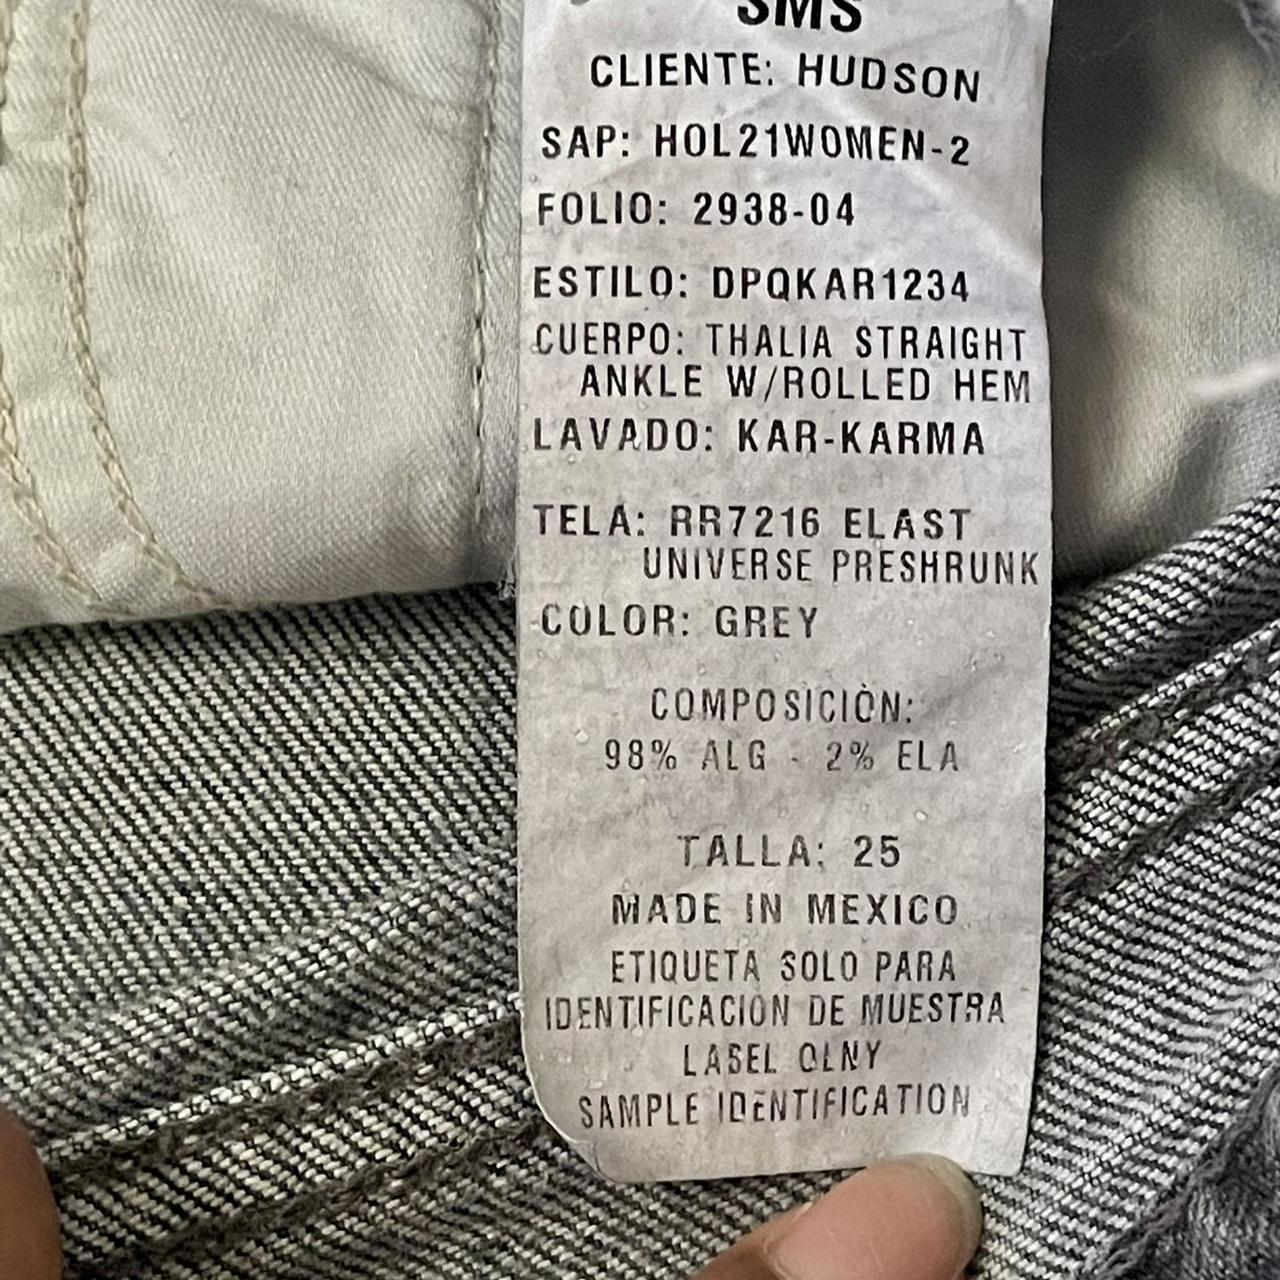 SMS
CLIENTE: HUDSON
SAP: HOL21WOMEN-2
FOLIO: 2938-04
ESTILO: DPQKAR1234
CUERPO: THALIA STRAIGHT
ANKLE W/ROLLED HEM
LAVADO: KAR-KARMA
TELA: RR7216 ELAST
UNIVERSE PRESHRUNK
COLOR: GREY
COMPOSICIÒN:
98% ALG - 2% ELA
TALLA: 25
MADE IN MEXICO
ETIQUETA SOLO PARA
IDENTIFICACION DE MUESTRA
LABEL OLNY
SAMPLE IDENTIFICATION